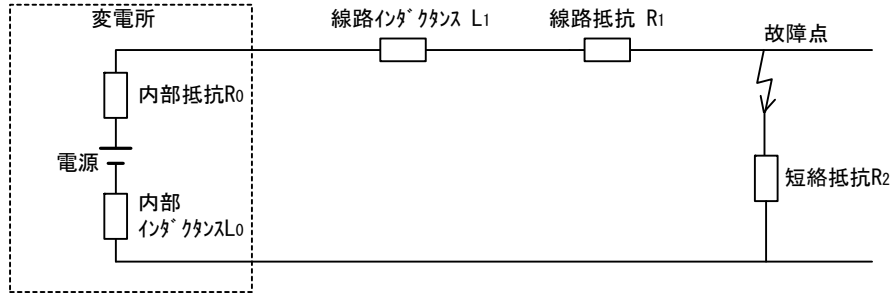 変電所
線路インダクタンス L1
線路抵抗 R1
故障点
内部抵抗R0
電源
短絡抵抗R2
内部
インダクタンスL0